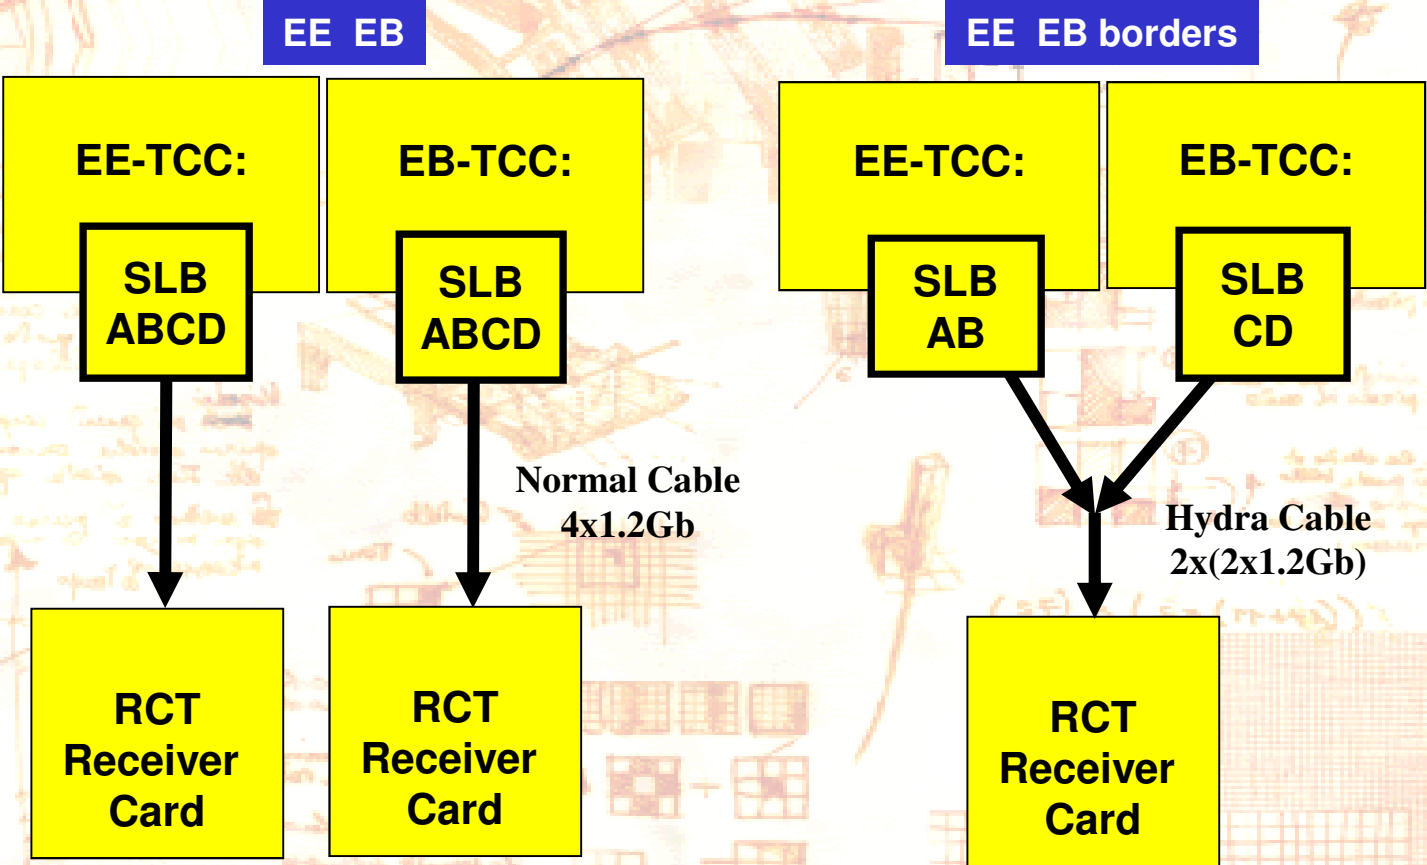 EE EB
EE-TCC:
SLB
ABCD
EB-TCC:
SLB
ABCD
Normal Cable
4x1.2Gb
RCT
Receiver
Card
RCT
Receiver
Card
EE EB borders
EE-TCC:
SLB
AB
EB-TCC:
SLB
CD
Hydra Cable
2x(2x1.2Gb)
RCT
Receiver
Card